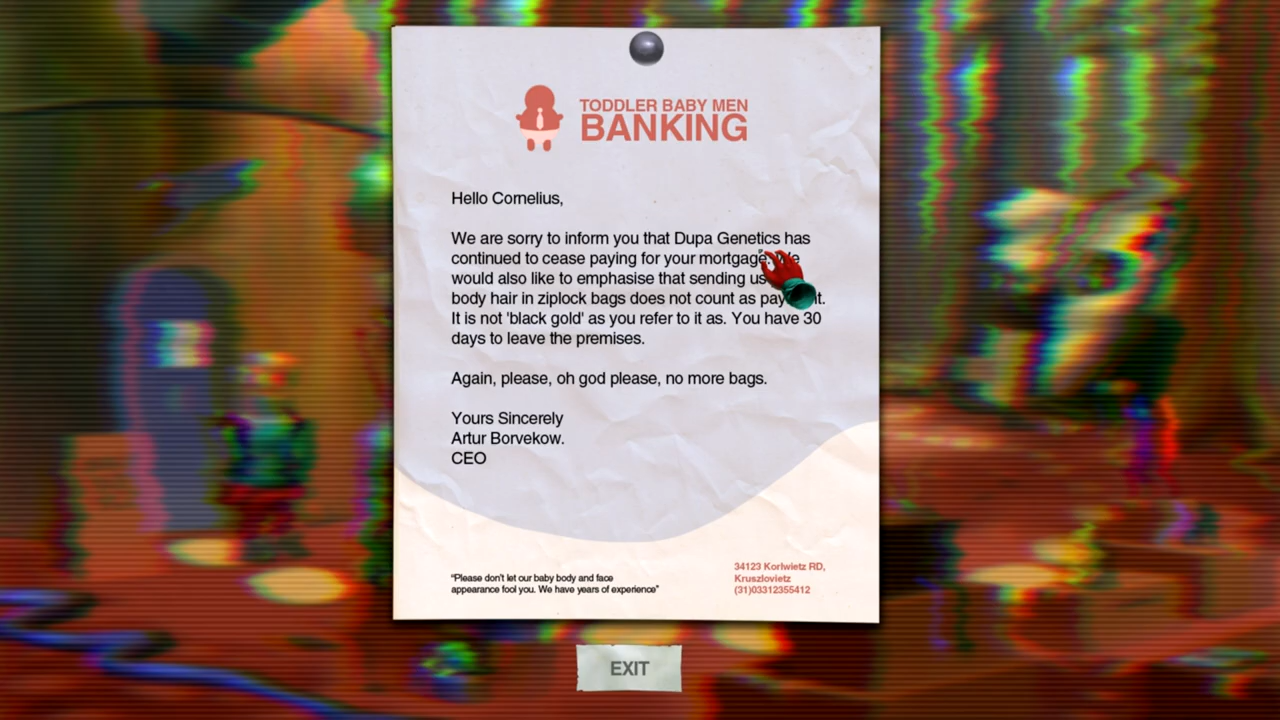 TODDLER BABY MEN
BANKING
Hello Cornelius,
We are sorry to inform you that Dupa Genetics has
continued to cease paying for your mortgage.
would also like to emphasise that sending us
body hair in ziplock bags does not count as
It is not 'black gold' as you refer to it as. You have 30
days to leave the premises.
Again, please, oh god please, no more bags.
Yours Sincerely
Artur Borvekow.
CEO
"Please don't let our baby body and face
appearance fool you. We have years of experience"
34123 Korlwietz RD,
Kruszlovietz
(31)03312355412
EXIT